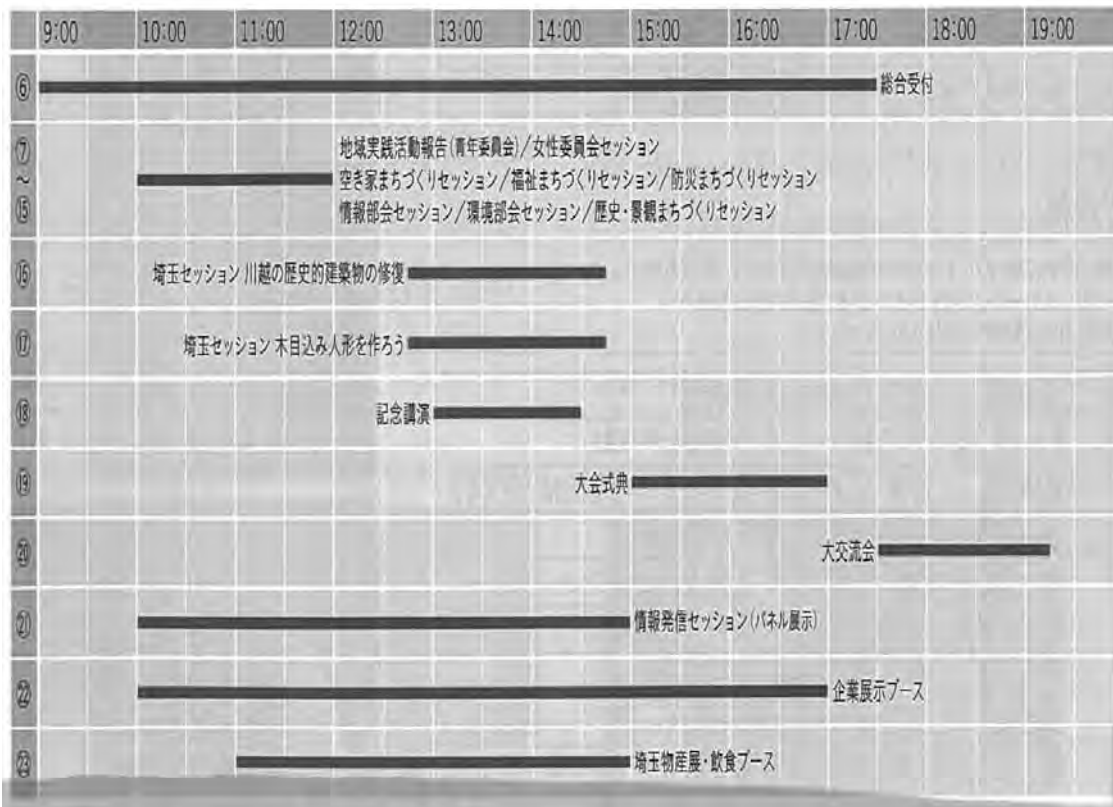 9:00 10:00 11:00 12:00 13:00 14:00 15:00 16:00 17:00 18:00 19:00
⑥ 総合受付
⑦ 地域実践活動報告(青年委員会)/女性委員会セッション
~ 空き家まちづくりセッション/福祉まちづくりセッション/防災まちづくりセッション
⑮ 情報部会セッション/環境部会セッション/歴史・景観まちづくりセッション
⑯ 埼玉セッション 川越の歴史的建築物の修復
⑰ 埼玉セッション 木目込み人形を作ろう
⑱ 記念講演
⑲ 大会式典
⑳ 大交流会
㉑ 情報発信セッション(パネル展示)
㉒ 企業展示ブース
㉓ 埼玉物産展・飲食ブース